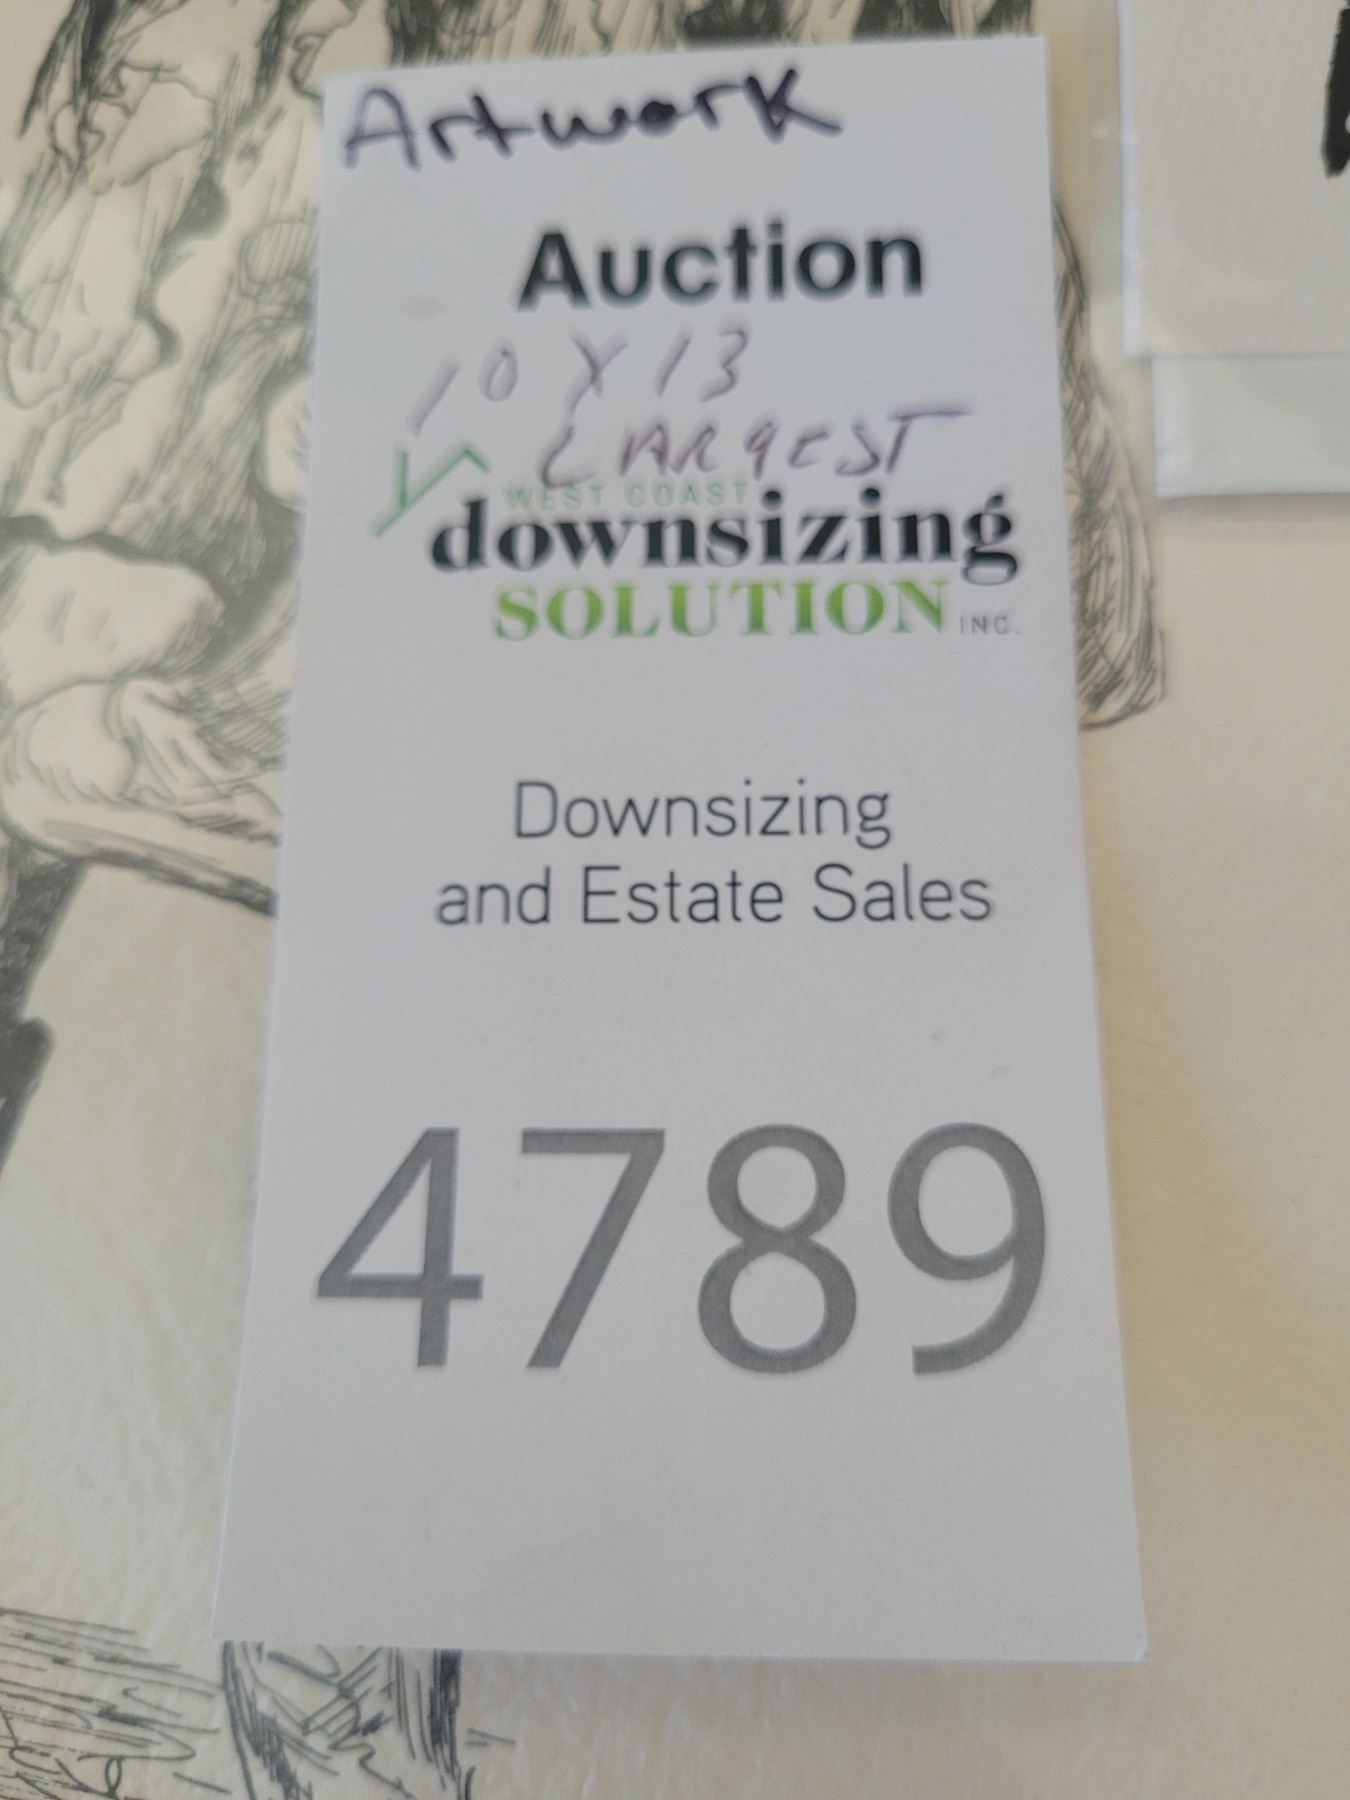 Artwork
Auction
10 X 13
LARGEST
WEST COAST
downsizing
SOLUTION INC.
Downsizing
and Estate Sales
4789